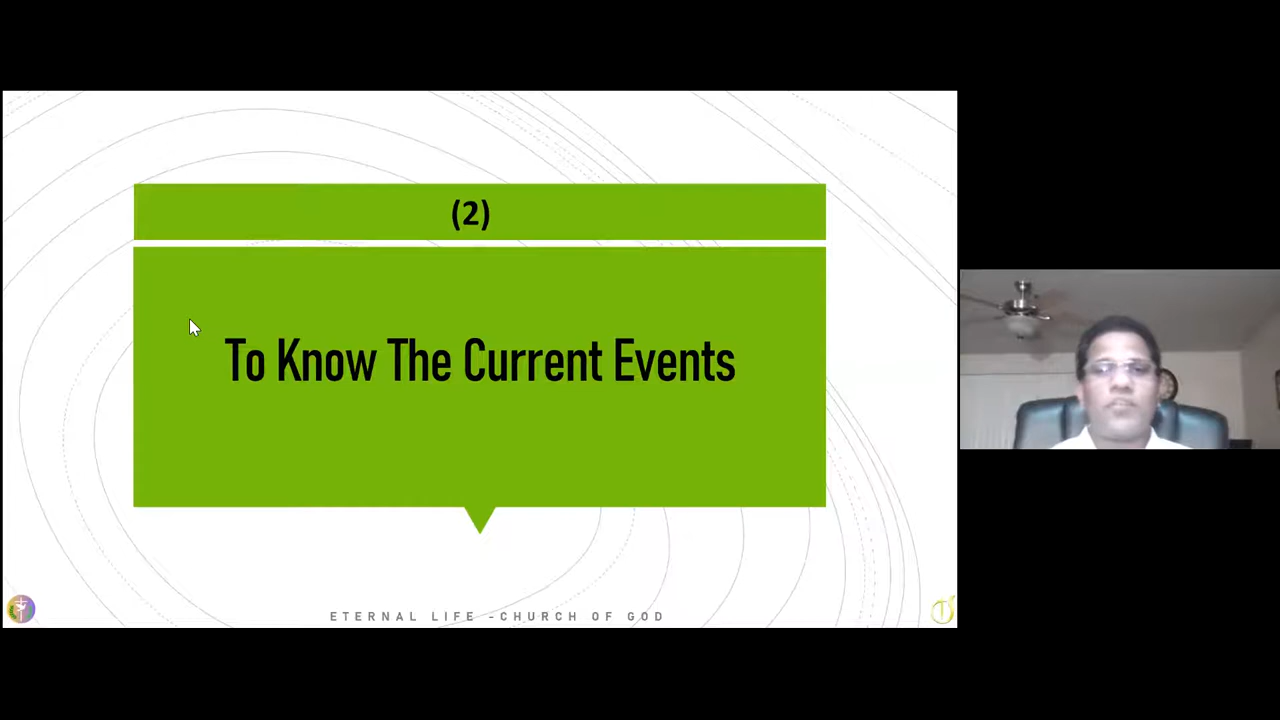 (2)
To Know The Current Events
ETERNAL LIFE -CHURCH OF GOD